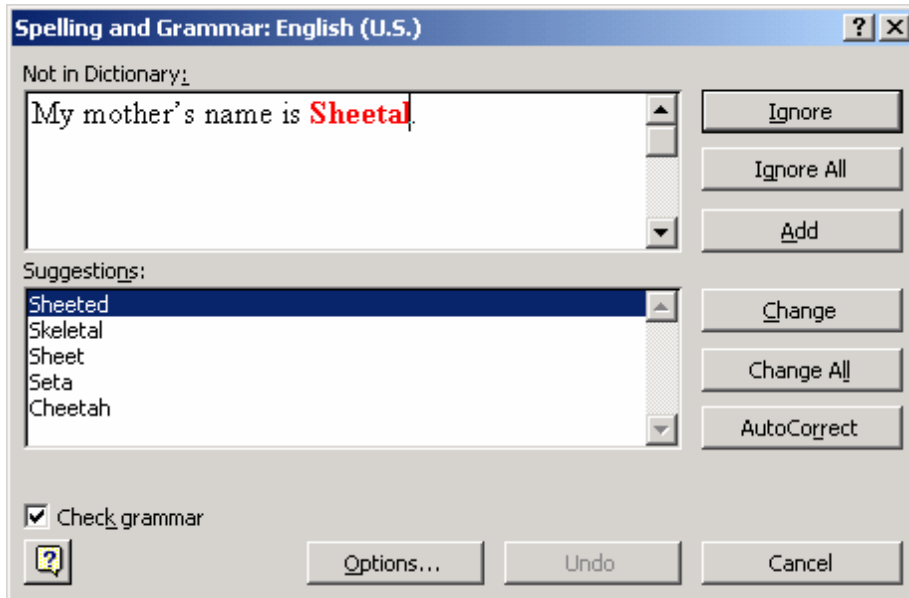 Spelling and Grammar: English (U.S.)
Not in Dictionary:
My mother’s name is Sheetal.
Ignore
Ignore All
Add
Suggestions:
Sheeted
Skeletal
Sheet
Seta
Cheetah
Change
Change All
AutoCorrect
Check grammar
Options...
Undo
Cancel